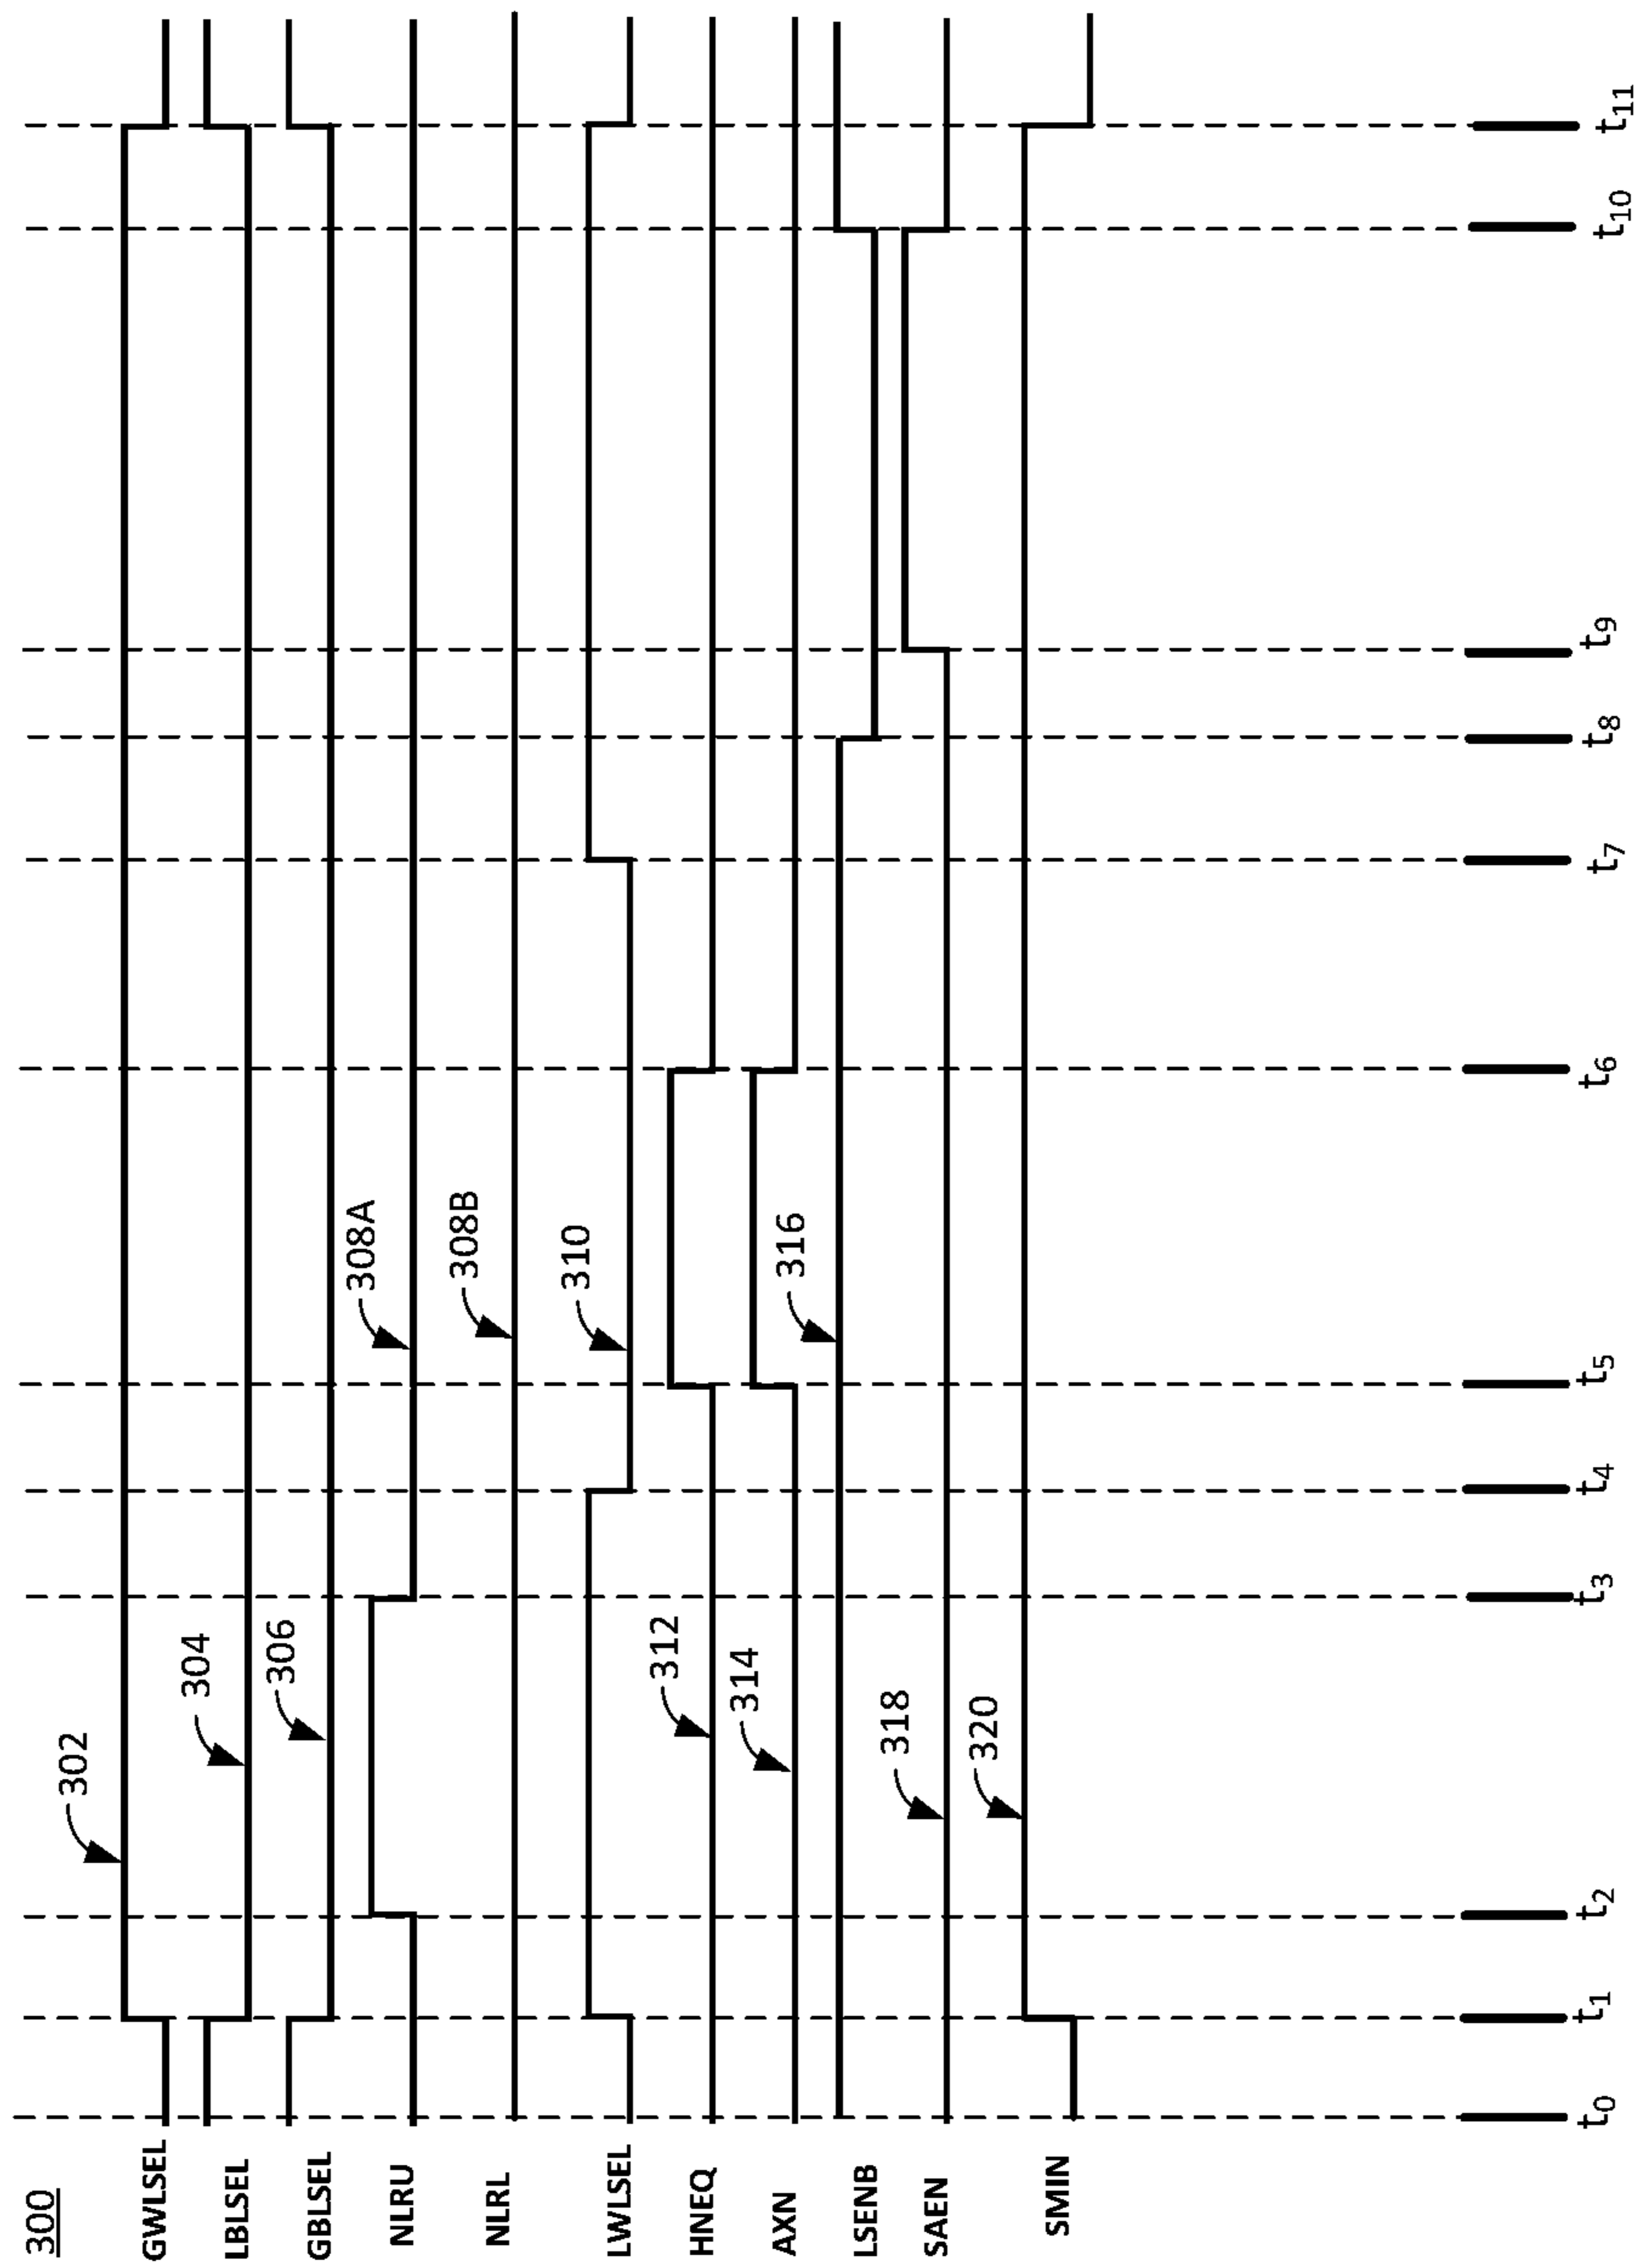 300
GWLSEL
302
LBLSEL
304
GBLSEL
306
NLRU
308A
NLRL
308B
LWLSEL
310
HNEQ
312
AXN
314
LSENB
316
SAEN
318
SMIN
320
t0 t1 t2 t3 t4 t5 t6 t7 t8 t9 t10 t11